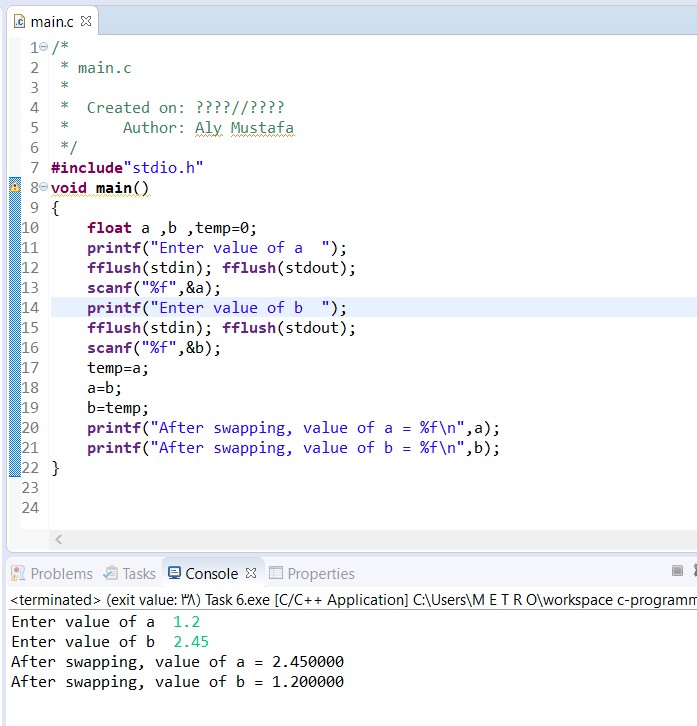 main.c
1 /*
2  * main.c
3  *
4  *  Created on: ????//????
5  *      Author: Aly Mustafa
6  */
7 #include"stdio.h"
8 void main()
9 {
10     float a ,b ,temp=0;
11     printf("Enter value of a  ");
12     fflush(stdin); fflush(stdout);
13     scanf("%f",&a);
14     printf("Enter value of b  ");
15     fflush(stdin); fflush(stdout);
16     scanf("%f",&b);
17     temp=a;
18     a=b;
19     b=temp;
20     printf("After swapping, value of a = %f\n",a);
21     printf("After swapping, value of b = %f\n",b);
22 }
23
24
Problems Tasks Console Properties
<terminated> (exit value: ٣٨) Task 6.exe [C/C++ Application] C:\Users\M E T R O\workspace c-programm
Enter value of a  1.2
Enter value of b  2.45
After swapping, value of a = 2.450000
After swapping, value of b = 1.200000